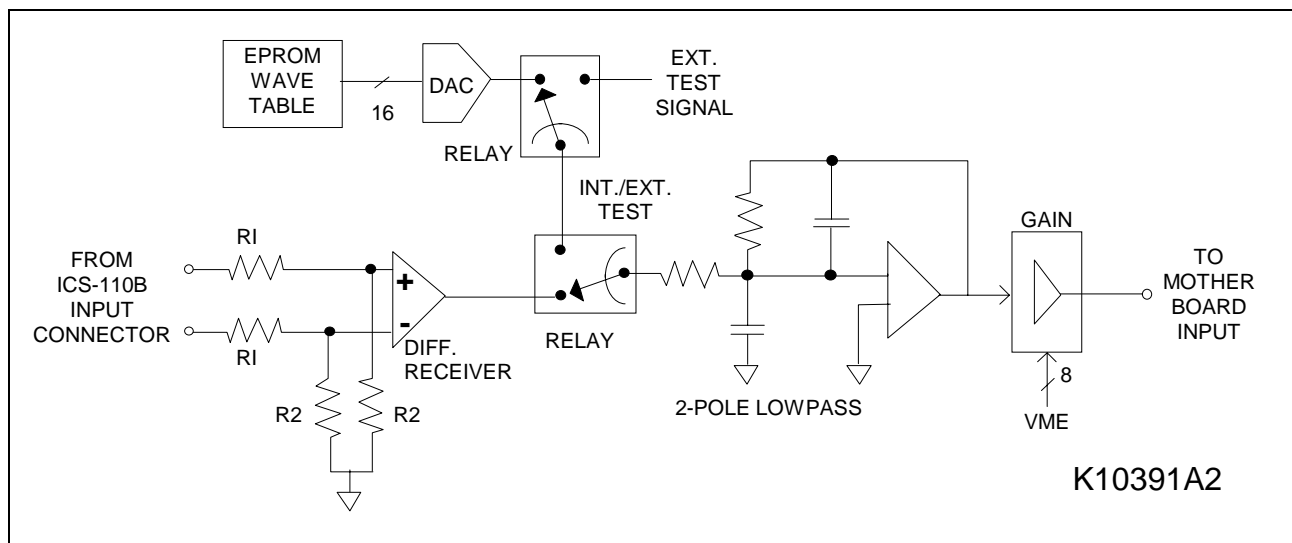 EPROM
WAVE
TABLE
16
DAC
RELAY
EXT.
TEST
SIGNAL
INT./EXT.
TEST
FROM
ICS-110B
INPUT
CONNECTOR
RI
RI
+
-
DIFF.
RECEIVER
R2
R2
RELAY
2-POLE LOWPASS
GAIN
8
VME
TO
MOTHER
BOARD
INPUT
K10391A2